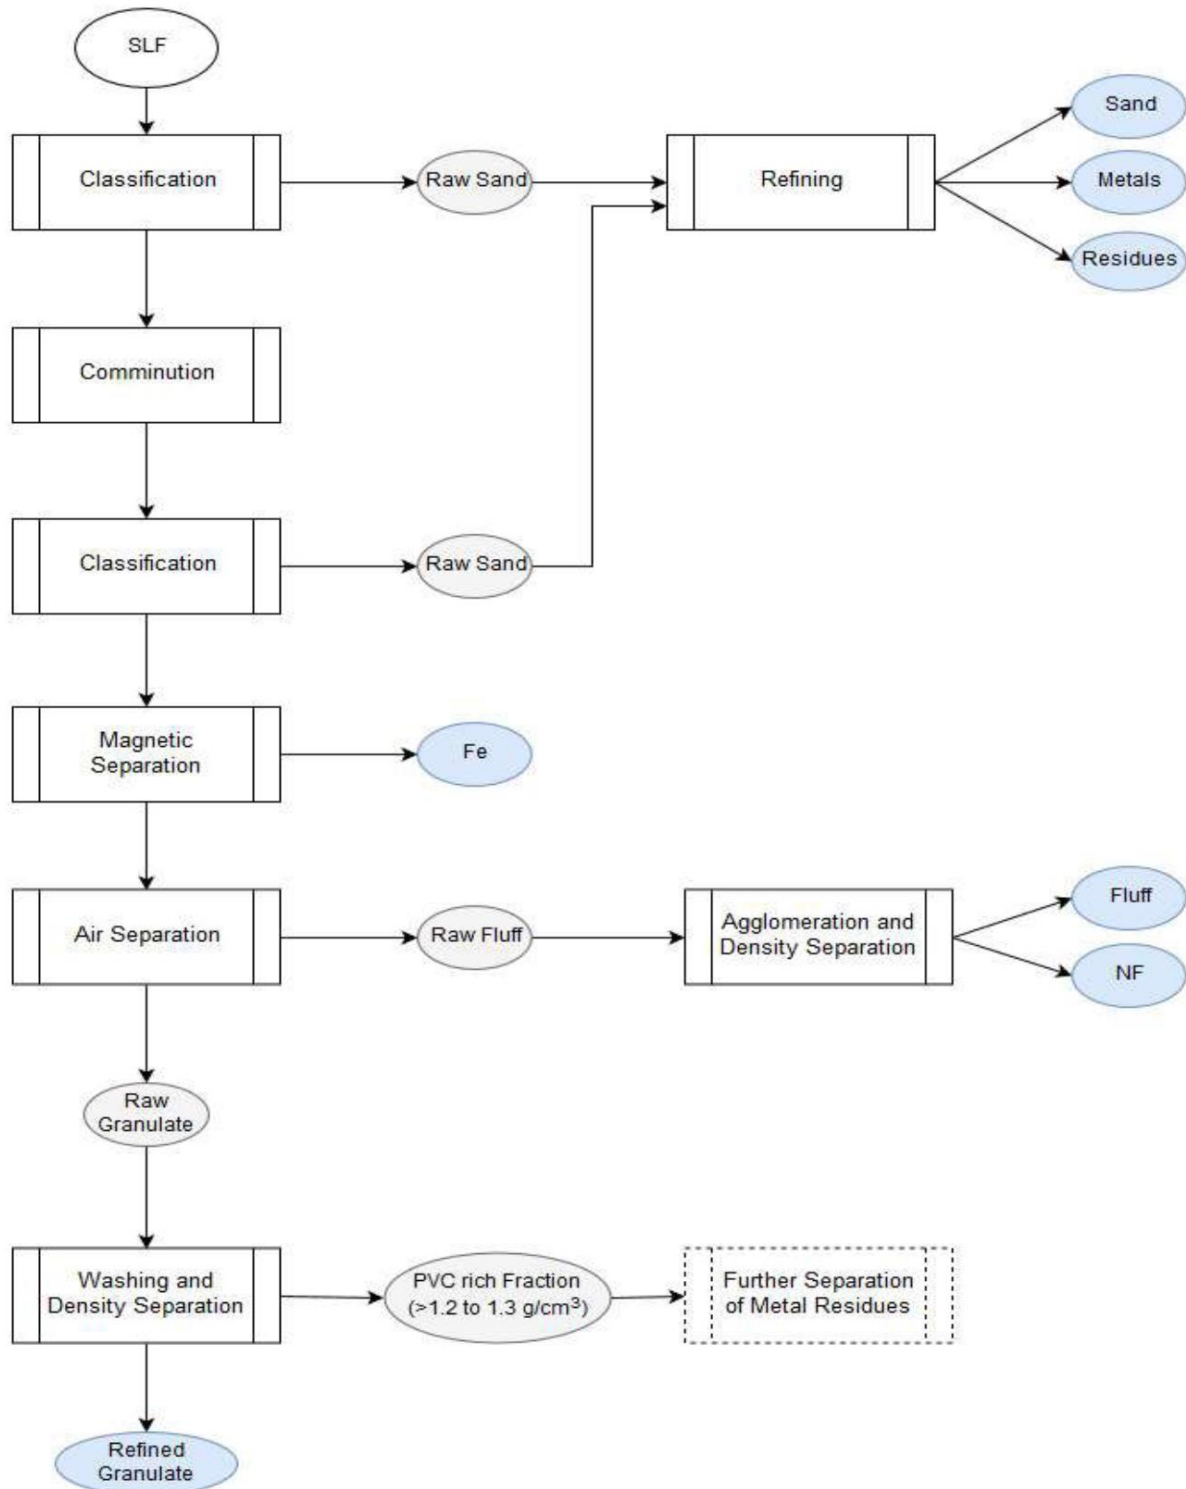 SLF
Classification
Raw Sand
Refining
Sand
Metals
Residues
Comminution
Classification
Raw Sand
Magnetic
Separation
Fe
Air Separation
Raw Fluff
Agglomeration and
Density Separation
Fluff
NF
Raw
Granulate
Washing and
Density Separation
PVC rich Fraction
(>1.2 to 1.3 g/cm³)
Further Separation
of Metal Residues
Refined
Granulate